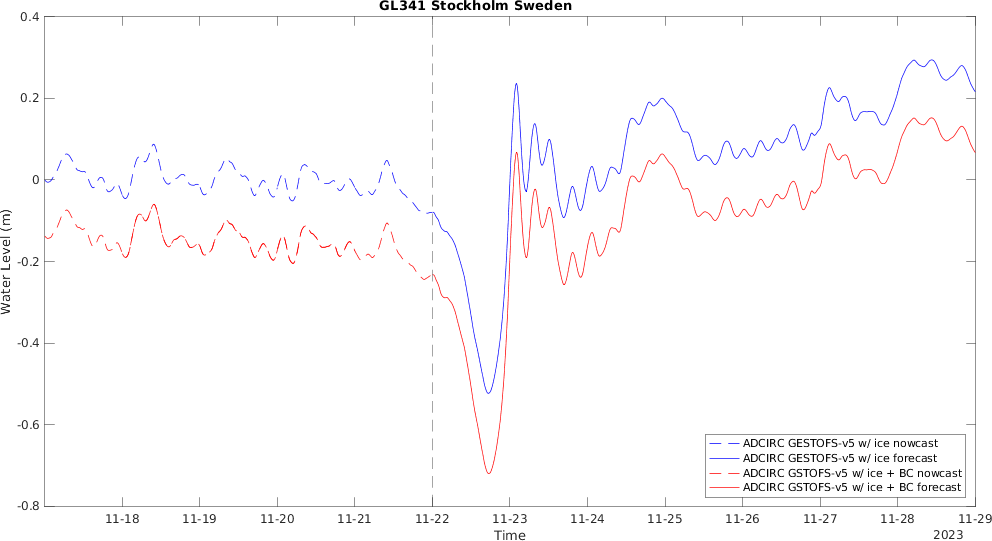 GL341 Stockholm Sweden
0.4
0.2
0
-0.2
-0.4
-0.6
-0.8
Water Level (m)
ADCIRC GESTOFS-v5 w/ ice nowcast
ADCIRC GESTOFS-v5 w/ ice forecast
ADCIRC GSTOFS-v5 w/ ice + BC nowcast
ADCIRC GSTOFS-v5 w/ ice + BC forecast
11-18 11-19 11-20 11-21 11-22 11-23 11-24 11-25 11-26 11-27 11-28 11-29
Time
2023